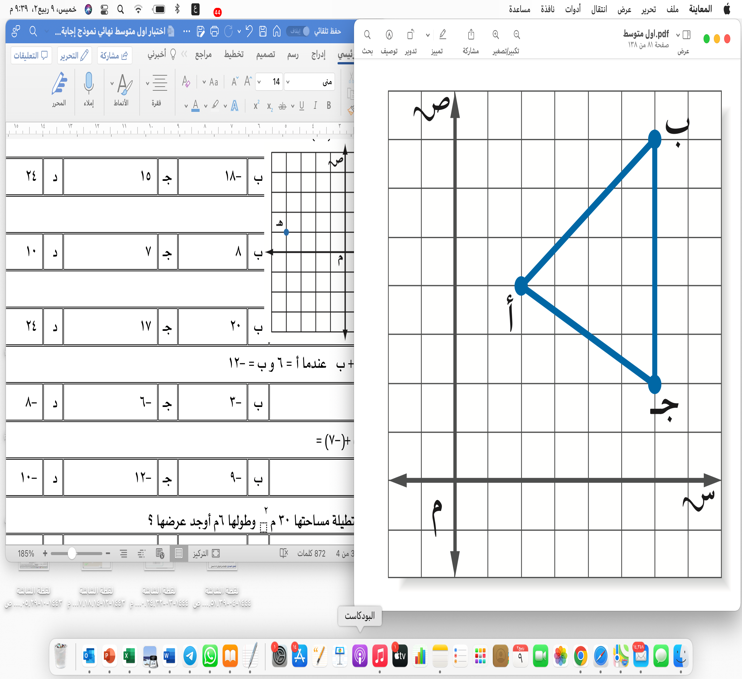 المعاينة ملف تحرير عرض انتقال أدوات نافذة مساعدة
خميس، ٩ ربيع٢، ٩:٣٩ م
44
أول متوسط.pdf
صفحة ٨١ من ١٣٨
عرض
تكبير/تصغير
مشاركة
تمييز
تدوير
توصيف
بحث
ص
ب
أ
جـ
س
م
حفظ تلقائي
اختبار اول متوسط نهائي نموذج إجابة...
إدراج رسم تصميم تخطيط مراجع أخبرني
مشاركة
التحرير
التعليقات
متى
14
فقرة
الأنماط
إملاء
المحرر
ص
هـ
م
ب -١٨ جـ ١٥ د ٢٤
ب ٨ جـ ٧ د ١٠
ب ٢٠ جـ ١٧ د ٢٤
+ ب عندما أ = ٦ و ب = -١٢
ب -٣ جـ -٦ د -٨
+(-٧) =
ب -٩ جـ -١٢ د -١٠
تطيلة مساحتها ٣٠ م٢ وطولها ٦م أوجد عرضها ؟
872 كلمات
التركيز
185%
البودكاست